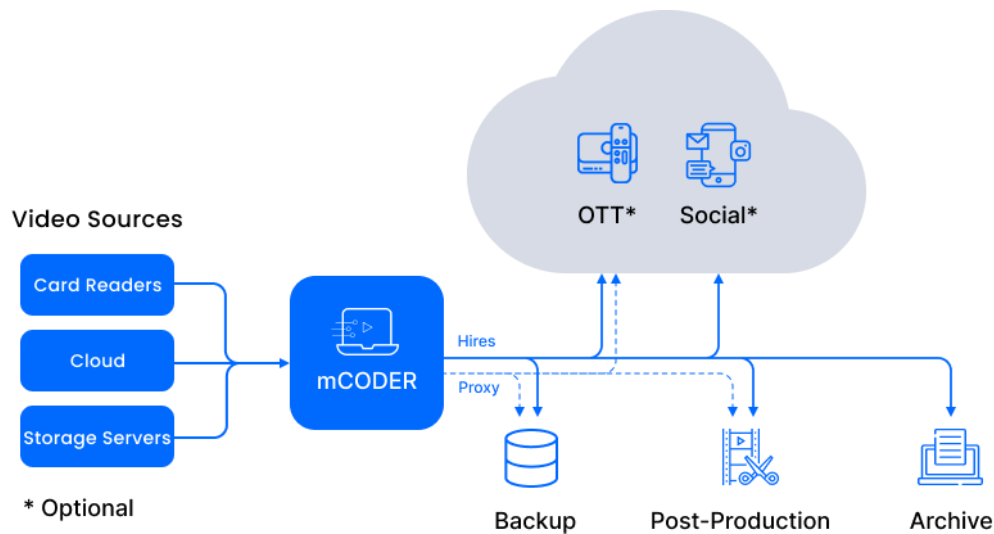 OTT*
Social*
Video Sources
Card Readers
Cloud
Storage Servers
mCODER
Hires
Proxy
* Optional
Backup
Post-Production
Archive